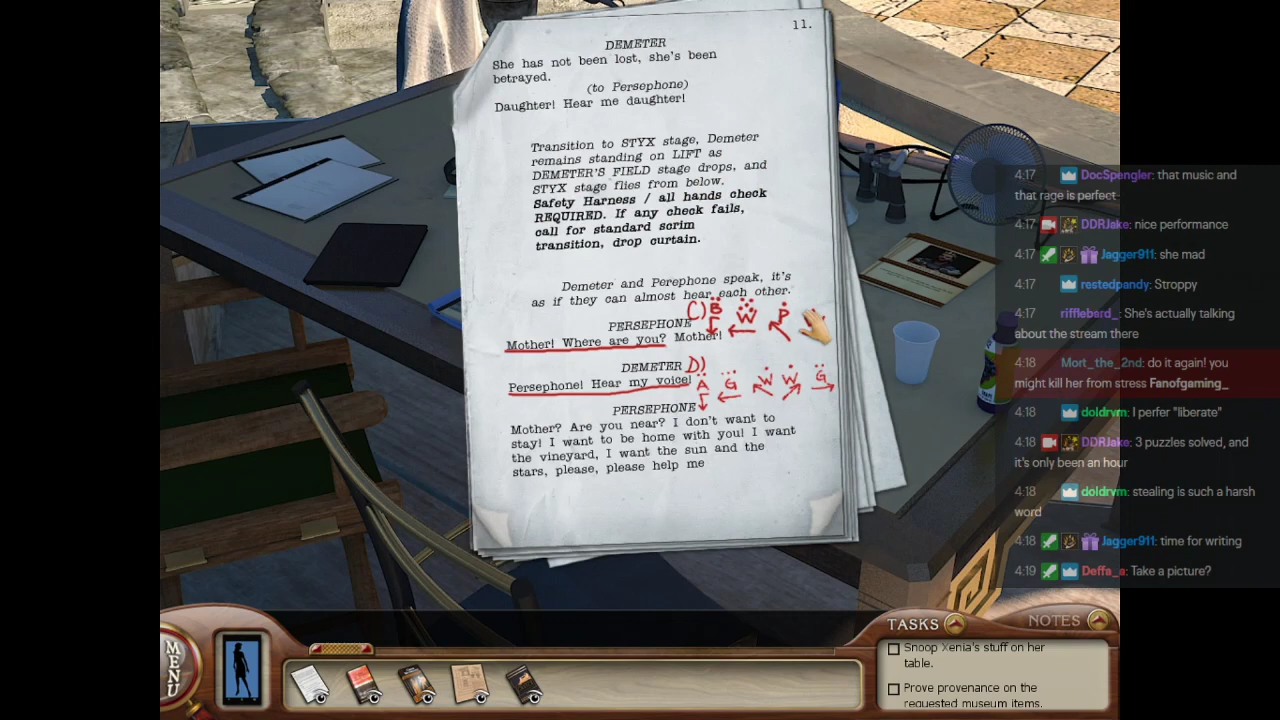 11.
DEMETER
She has not been lost, she's been
betrayed.
(to Persephone)
Daughter! Hear me daughter!
Transition to STYX stage, Demeter
remains standing on LIFT as
DEMETER'S FIELD stage drops, and
STYX stage flies from below.
Safety Harness / all hands check
REQUIRED. If any check fails,
call for standard scrim
transition, drop curtain.
Demeter and Perephone speak, it's
as if they can almost hear each other.
PERSEPHONE
C) B W P
Mother! Where are you? Mother!
DEMETER D)
Persephone! Hear my voice!
A G W W G
PERSEPHONE
Mother? Are you near? I don't want to
stay! I want to be home with you! I want
the vineyard, I want the sun and the
stars, please, please help me
4:17 DocSpengler: that music and
that rage is perfect
4:17 DDRJake: nice performance
4:17 Jagger911: she mad
4:17 restedpandy: Stroppy
4:17 rifflebard_: She's actually talking
about the stream there
4:18 Mort_the_2nd: do it again! you
might kill her from stress Fanofgaming_
4:18 doldrvm: I perfer "liberate"
4:18 DDRJake: 3 puzzles solved, and
it's only been an hour
4:18 doldrvm: stealing is such a harsh
word
4:18 Jagger911: time for writing
4:19 Deffa_e: Take a picture?
MENU
TASKS
NOTES
Snoop Xenia's stuff on her
table.
Prove provenance on the
requested museum items.